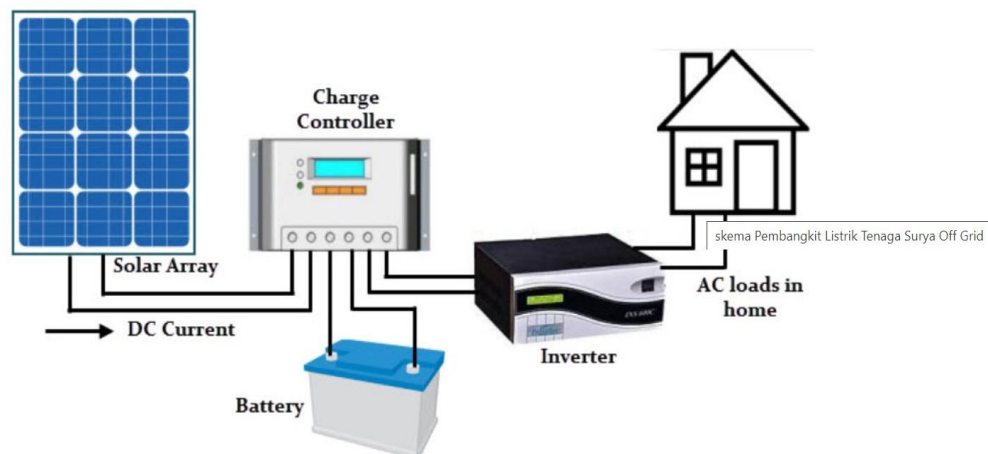 Charge
Controller
Solar Array
skema Pembangkit Listrik Tenaga Surya Off Grid
AC loads in
home
DC Current
Inverter
Battery